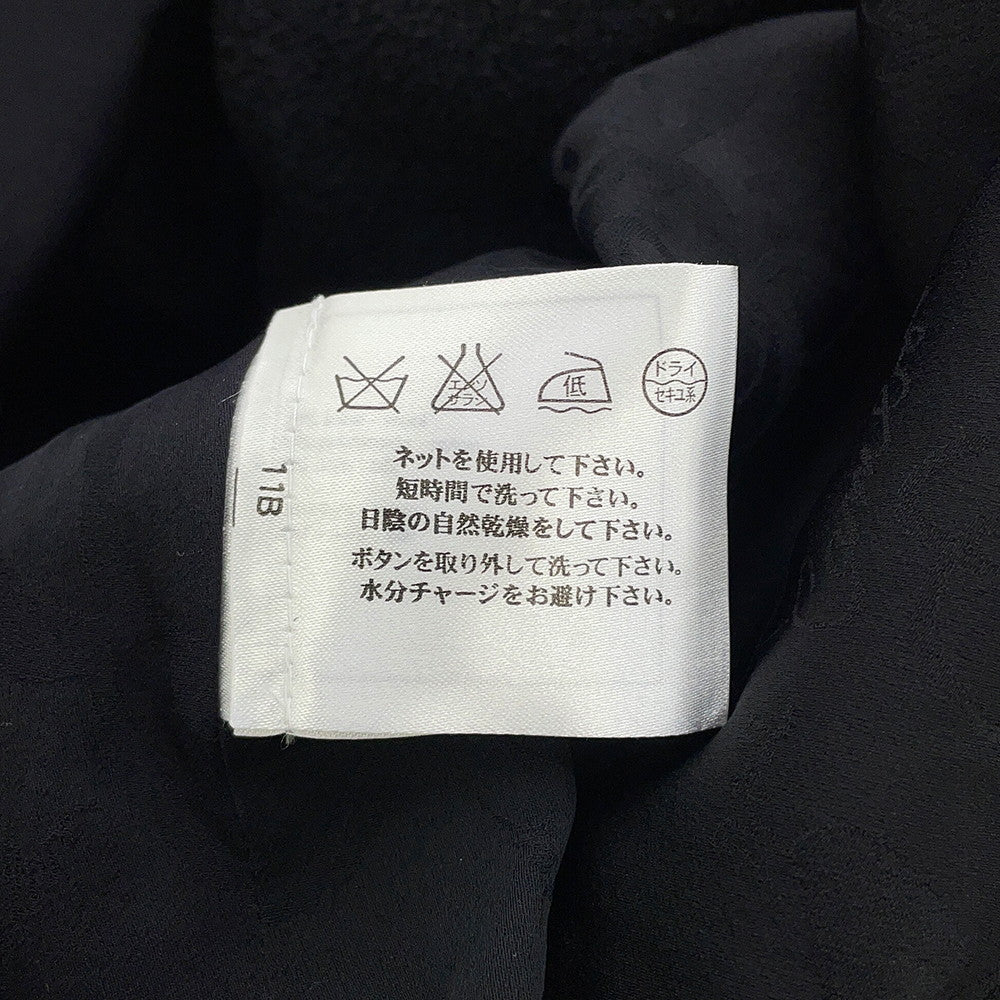 エンソ
サラシ
低
ドライ
セキユ系
ネットを使用して下さい。
短時間で洗って下さい。
日陰の自然乾燥をして下さい。
ボタンを取り外して洗って下さい。
水分チャージをお避け下さい。
11B